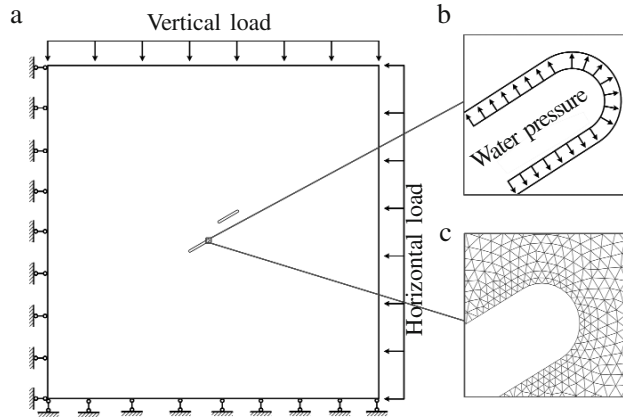 a
Vertical load
Horizontal load
b
Water pressure
c